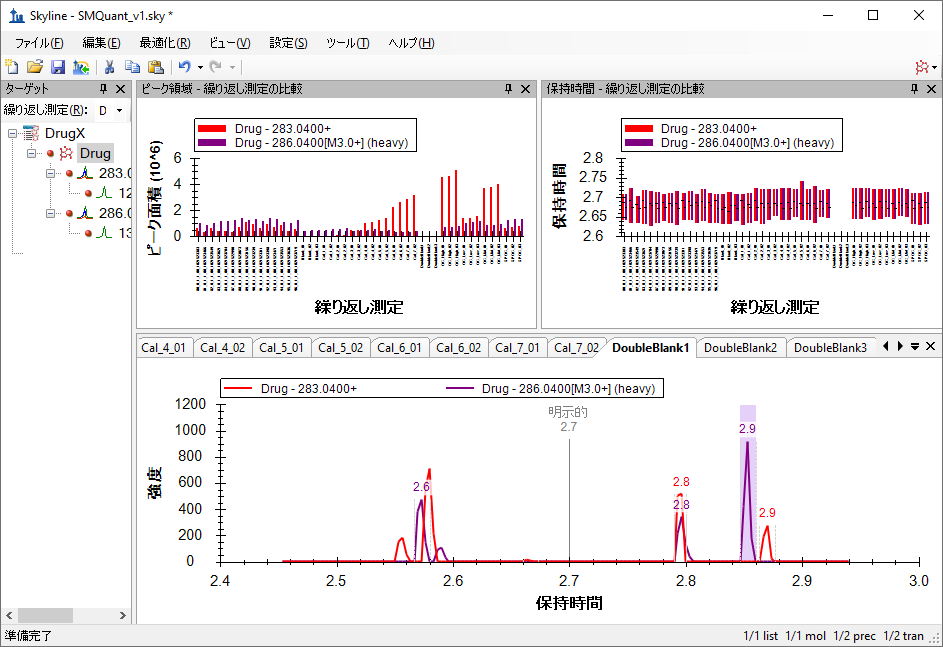 Skyline - SMQuant_v1.sky *
ファイル(F) 編集(E) 最適化(R) ビュー(V) 設定(S) ツール(T) ヘルプ(H)
ターゲット
繰り返し測定(R): D
DrugX
Drug
283.0
12
286.0
13
ピーク領域 - 繰り返し測定の比較
Drug - 283.0400+
Drug - 286.0400[M3.0+] (heavy)
ピーク面積 (10^6)
6
4
2
0
繰り返し測定
保持時間 - 繰り返し測定の比較
Drug - 283.0400+
Drug - 286.0400[M3.0+] (heavy)
保持時間
2.8
2.75
2.7
2.65
2.6
繰り返し測定
Cal_4_01 Cal_4_02 Cal_5_01 Cal_5_02 Cal_6_01 Cal_6_02 Cal_7_01 Cal_7_02 DoubleBlank1 DoubleBlank2 DoubleBlank3
Drug - 283.0400+ Drug - 286.0400[M3.0+] (heavy)
強度
1200
1000
800
600
400
200
0
明示的
2.7
2.6
2.8
2.8
2.9
2.9
2.4 2.5 2.6 2.7 2.8 2.9 3.0
保持時間
準備完了
1/1 list 1/1 mol 1/2 prec 1/2 tran